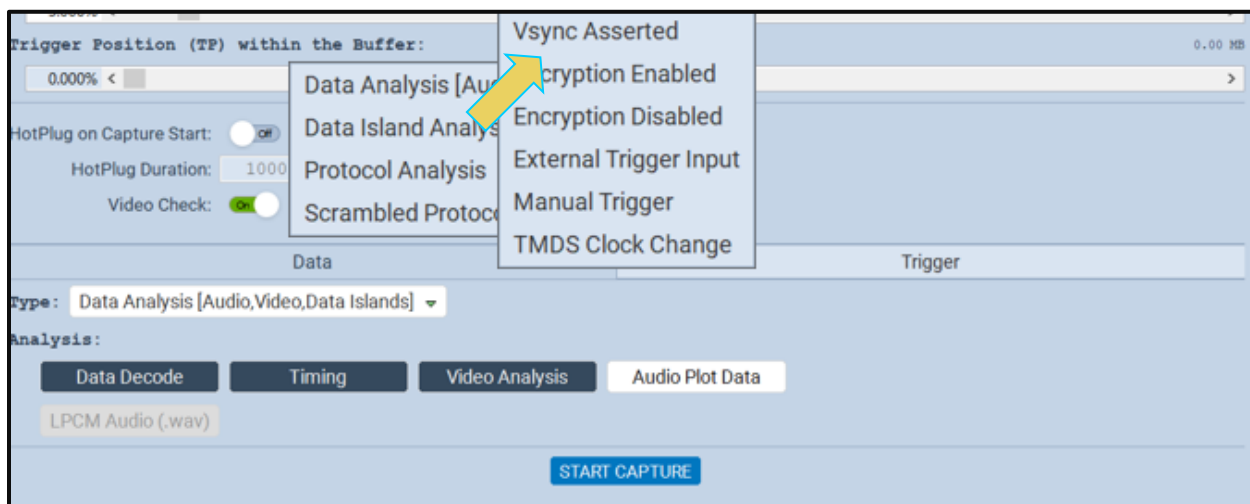 Vsync Asserted
Trigger Position (TP) within the Buffer:
0.00 MB
0.000% < >
Data Analysis [Au
cryption Enabled
Data Island Analys
Encryption Disabled
HotPlug on Capture Start: Off
External Trigger Input
HotPlug Duration: 1000
Protocol Analysis
Manual Trigger
Video Check: On
Scrambled Protoco
TMDS Clock Change
Data Trigger
Type: Data Analysis [Audio,Video,Data Islands]
Analysis:
Data Decode Timing Video Analysis Audio Plot Data
LPCM Audio (.wav)
START CAPTURE